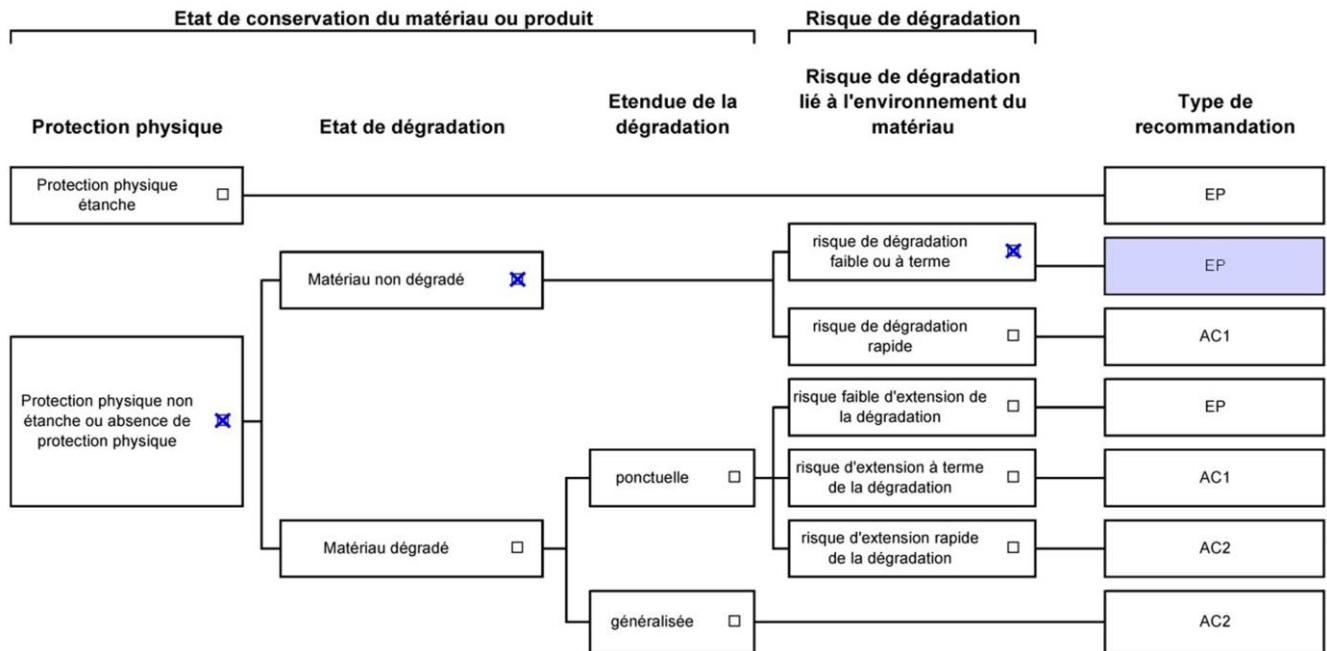 Etat de conservation du matériau ou produit
Risque de dégradation
Protection physique
Etat de dégradation
Etendue de la
dégradation
Risque de dégradation
lié à l'environnement du
matériau
Type de
recommandation
Protection physique
étanche
EP
risque de dégradation
faible ou à terme
EP
Matériau non dégradé
risque de dégradation
rapide
AC1
Protection physique non
étanche ou absence de
protection physique
risque faible d'extension de
la dégradation
EP
ponctuelle
risque d'extension à terme
de la dégradation
AC1
Matériau dégradé
risque d'extension rapide
de la dégradation
AC2
généralisée
AC2